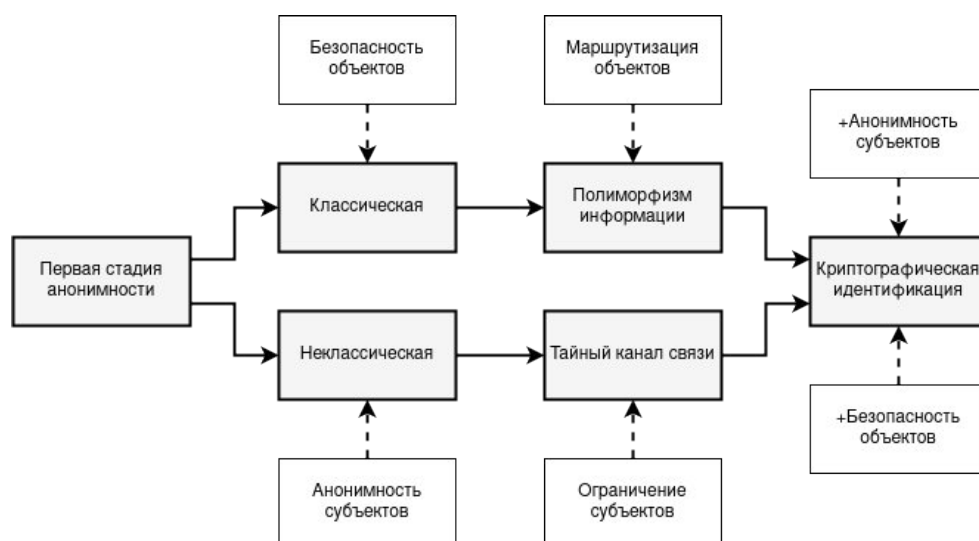 Безопасность
объектов
Маршрутизация
объектов
+Анонимность
субъектов
Классическая
Полиморфизм
информации
Первая стадия
анонимности
Криптографическая
идентификация
Неклассическая
Тайный канал связи
+Безопасность
объектов
Анонимность
субъектов
Ограничение
субъектов